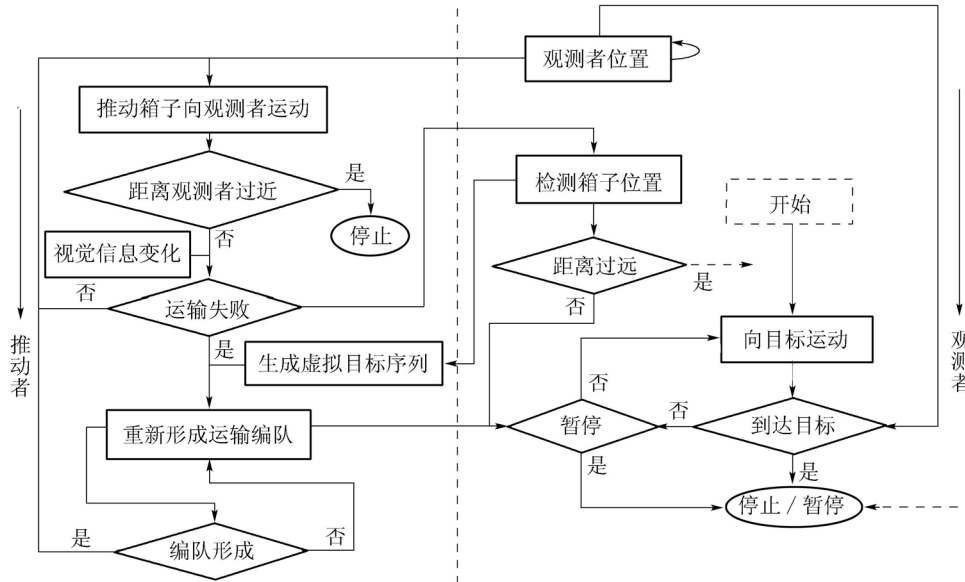 观测者位置
推动箱子向观测者运动
距离观测者过近
是
检测箱子位置
开始
停止
否
视觉信息变化
距离过远
是
否
运输失败
否
推动者
是
生成虚拟目标序列
向目标运动
观测者
否
重新形成运输编队
暂停
否
到达目标
是
是
停止/暂停
是
编队形成
否